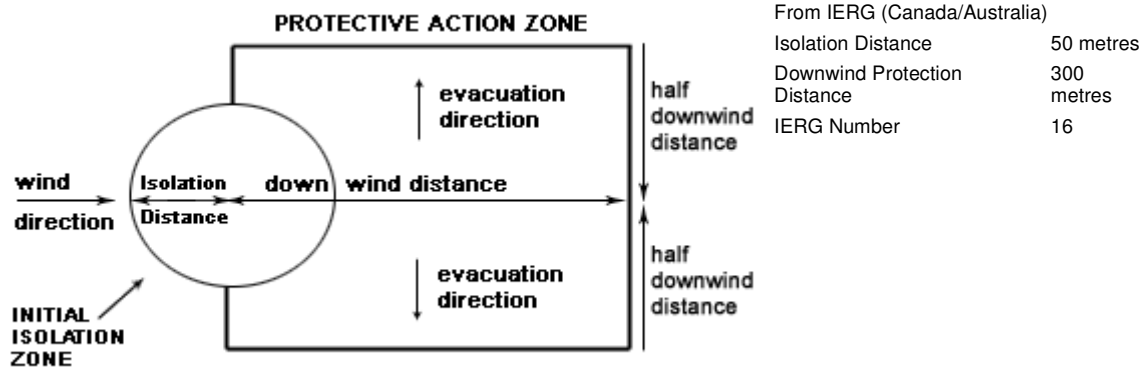 PROTECTIVE ACTION ZONE
evacuation
direction
half
downwind
distance
wind
direction
Isolation
Distance
down wind distance
evacuation
direction
half
downwind
distance
INITIAL
ISOLATION
ZONE
From IERG (Canada/Australia)
Isolation Distance 50 metres
Downwind Protection 300
Distance metres
IERG Number 16